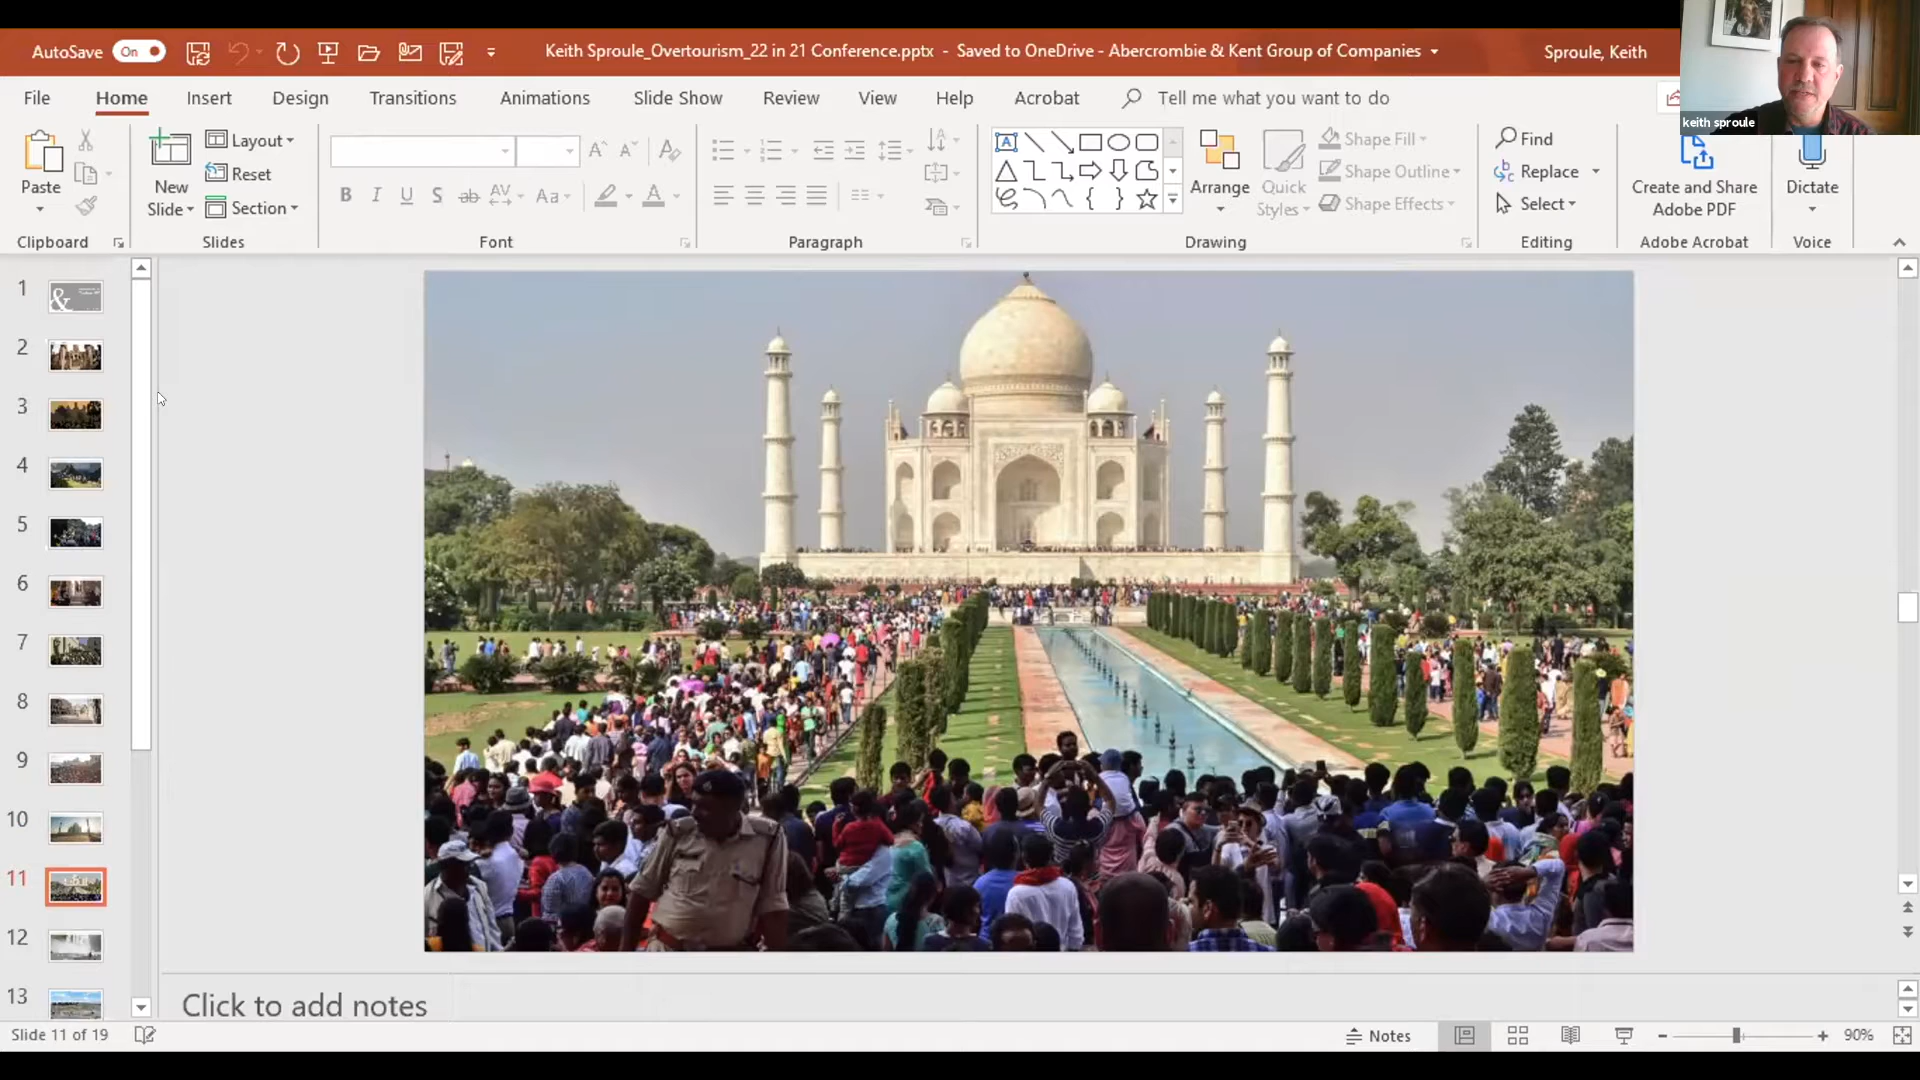 AutoSave On
Keith Sproule_Overtourism_22 in 21 Conference.pptx - Saved to OneDrive - Abercrombie & Kent Group of Companies
Sproule, Keith
File Home Insert Design Transitions Animations Slide Show Review View Help Acrobat Tell me what you want to do
keith sproule
Paste
New
Slide
Layout
Reset
Section
B I U S ab AV Aa A
Find
Replace
Select
Arrange
Quick
Styles
Shape Fill
Shape Outline
Shape Effects
Create and Share
Adobe PDF
Dictate
Clipboard Slides Font Paragraph Drawing Editing Adobe Acrobat Voice
1
&
2
3
4
5
6
7
8
9
10
11
12
13
Click to add notes
Slide 11 of 19
Notes
90%